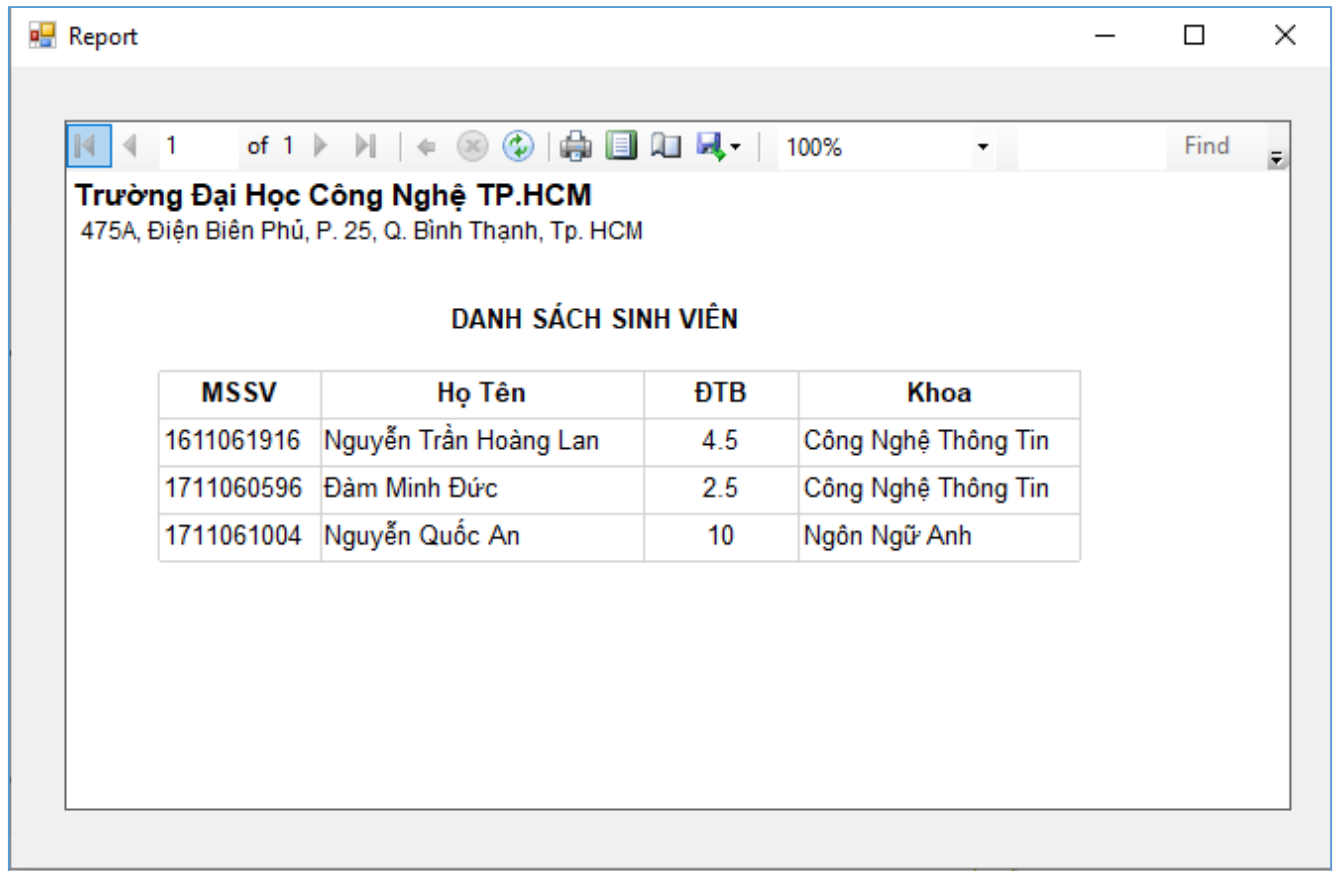 Report
1 of 1 100% Find
Trường Đại Học Công Nghệ TP.HCM
475A, Điện Biên Phủ, P. 25, Q. Bình Thạnh, Tp. HCM
DANH SÁCH SINH VIÊN
MSSV Họ Tên ĐTB Khoa
1611061916 Nguyễn Trần Hoàng Lan 4.5 Công Nghệ Thông Tin
1711060596 Đàm Minh Đức 2.5 Công Nghệ Thông Tin
1711061004 Nguyễn Quốc An 10 Ngôn Ngữ Anh